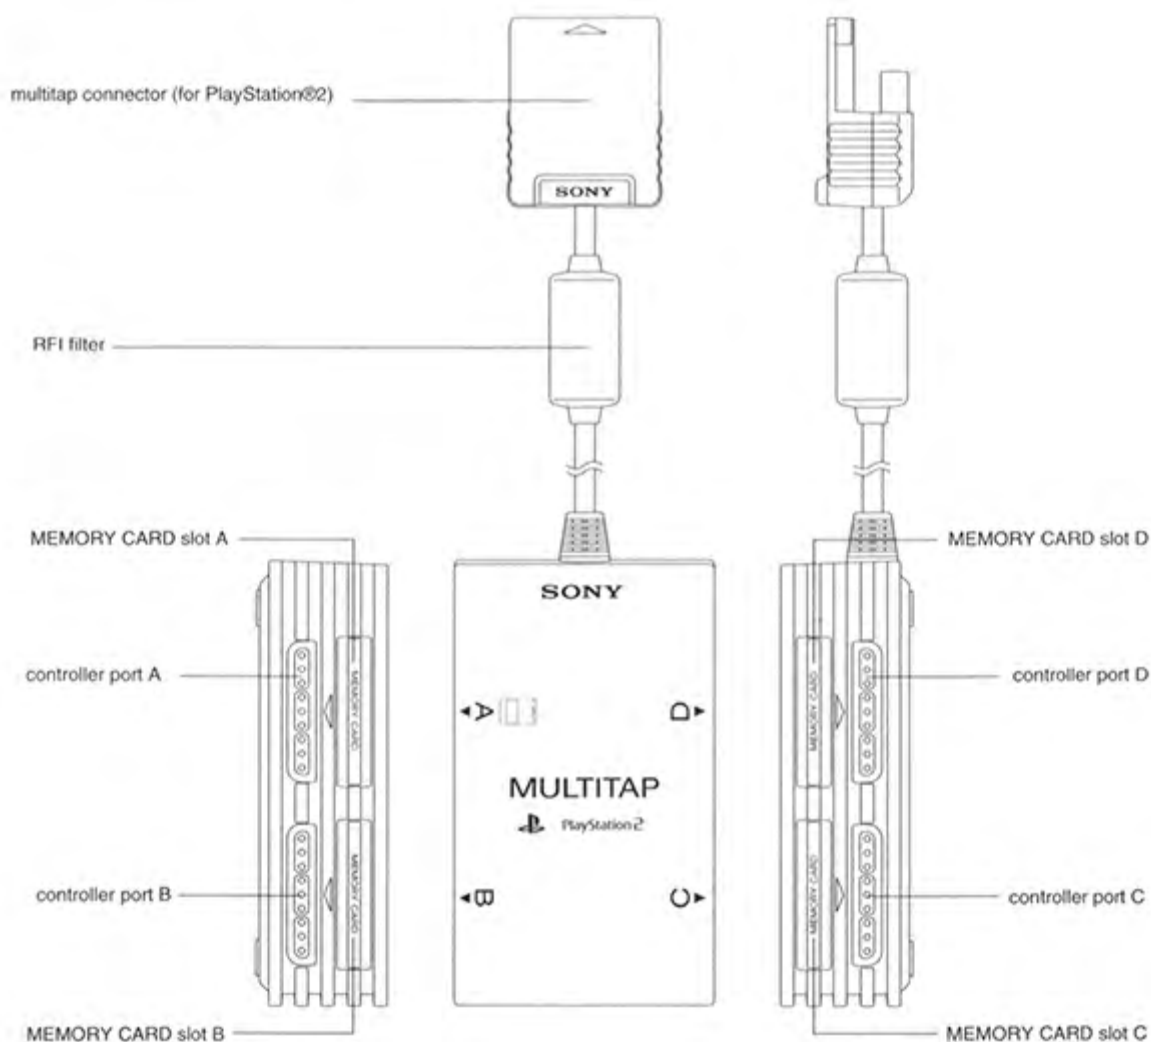 multitap connector (for PlayStation®2)
SONY
RFI filter
MEMORY CARD slot A
MEMORY CARD slot D
SONY
controller port A
MEMORY CARD
MEMORY CARD
controller port D
A
D
MULTITAP
PlayStation 2
controller port B
MEMORY CARD
MEMORY CARD
controller port C
B
C
MEMORY CARD slot B
MEMORY CARD slot C